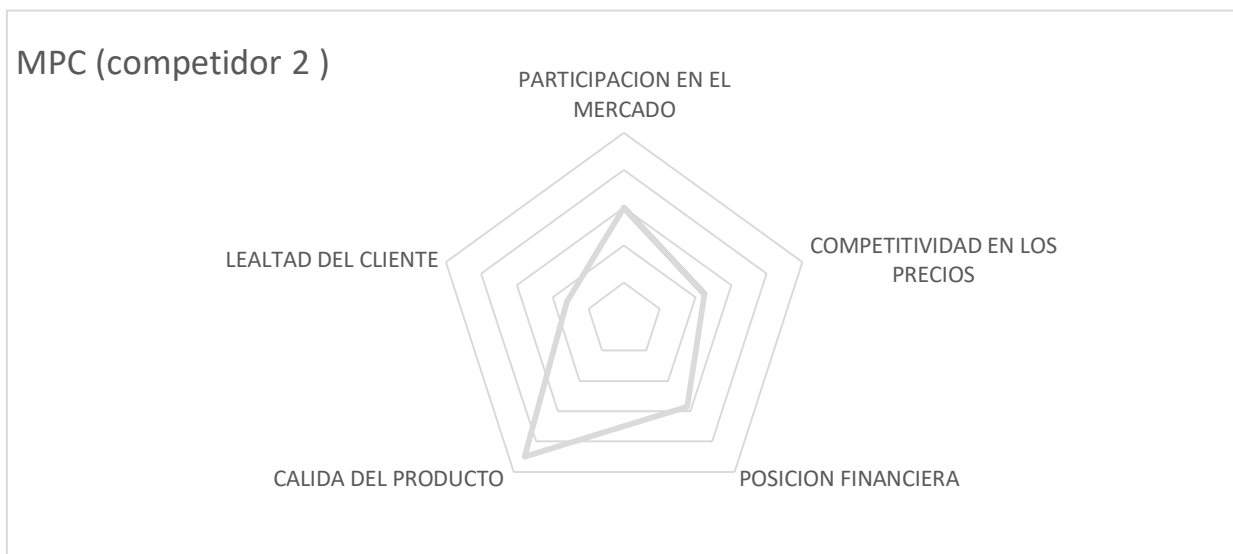 MPC (competidor 2 )
PARTICIPACION EN EL
MERCADO
COMPETITIVIDAD EN LOS
PRECIOS
POSICION FINANCIERA
CALIDA DEL PRODUCTO
LEALTAD DEL CLIENTE